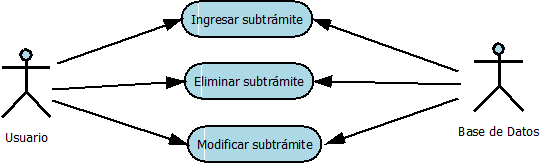 Ingresar subtrámite
Eliminar subtrámite
Usuario
Base de Datos
Modificar subtrámite